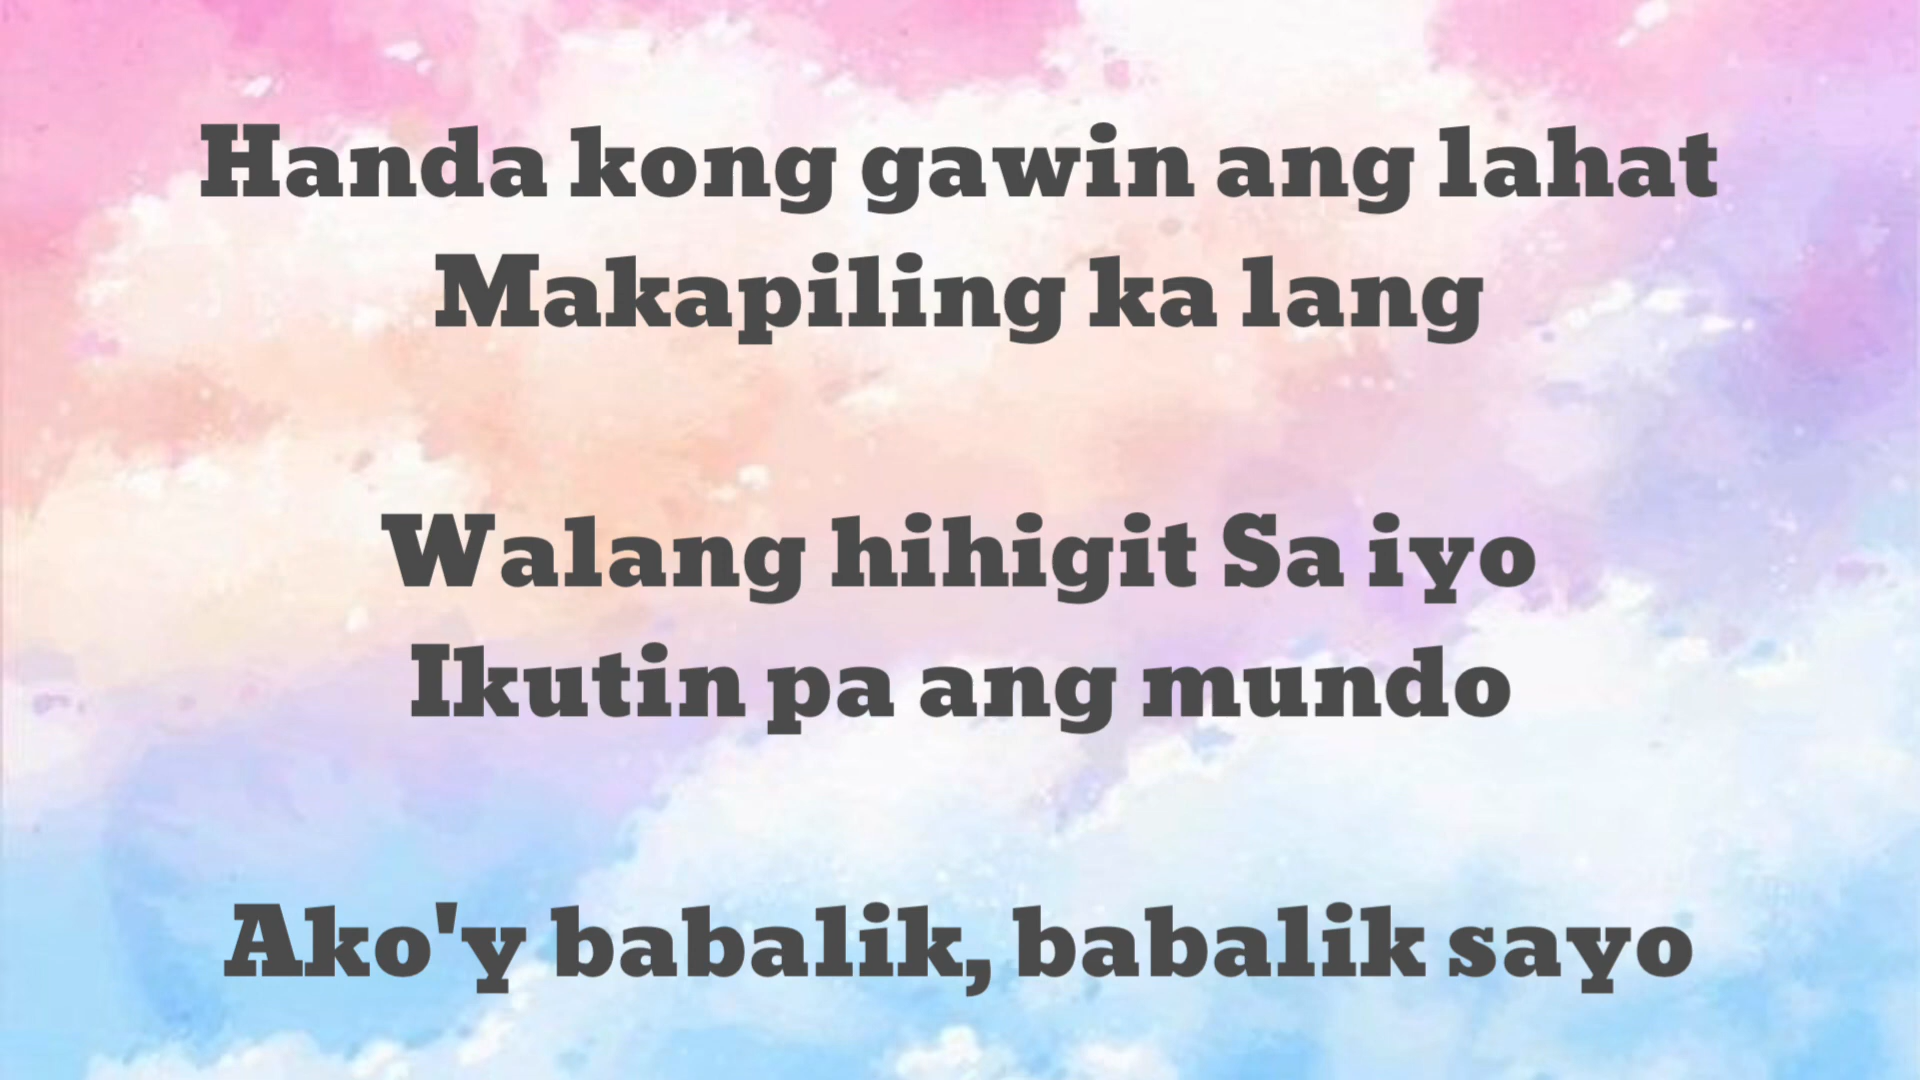 Handa kong gawin ang lahat
Makapiling ka lang
Walang hihigit Sa iyo
Ikutin pa ang mundo
Ako'y babalik, babalik sayo